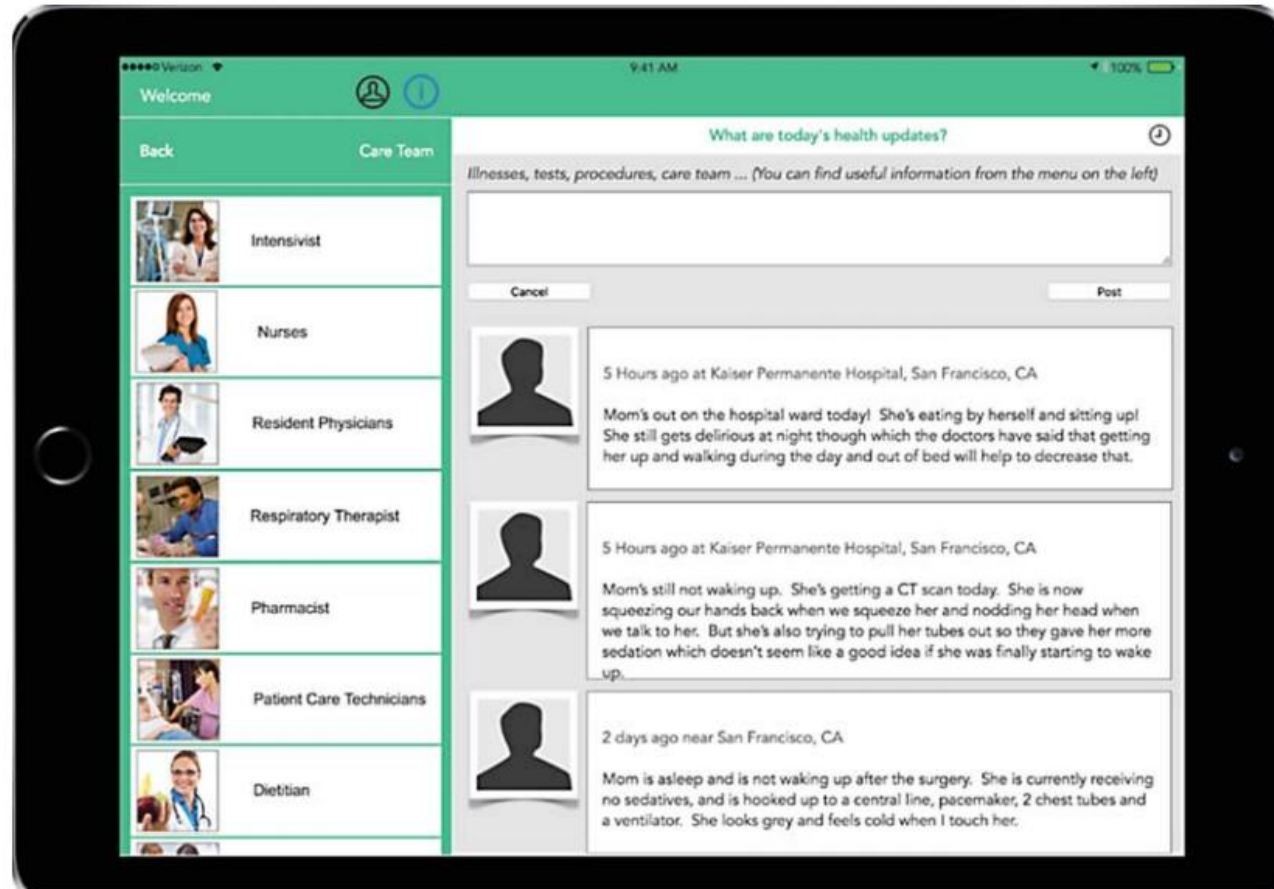 Verizon
9:41 AM
100%
Welcome
Back
Care Team
Intensivist
Nurses
Resident Physicians
Respiratory Therapist
Pharmacist
Patient Care Technicians
Dietitian
What are today's health updates?
Illnesses, tests, procedures, care team ... (You can find useful information from the menu on the left)
Cancel
Post
5 Hours ago at Kaiser Permanente Hospital, San Francisco, CA
Mom's out on the hospital ward today! She's eating by herself and sitting up!
She still gets delirious at night though which the doctors have said that getting
her up and walking during the day and out of bed will help to decrease that.
5 Hours ago at Kaiser Permanente Hospital, San Francisco, CA
Mom's still not waking up. She's getting a CT scan today. She is now
squeezing our hands back when we squeeze her and nodding her head when
we talk to her. But she's also trying to pull her tubes out so they gave her more
sedation which doesn't seem like a good idea if she was finally starting to wake
up.
2 days ago near San Francisco, CA
Mom is asleep and is not waking up after the surgery. She is currently receiving
no sedatives, and is hooked up to a central line, pacemaker, 2 chest tubes and
a ventilator. She looks grey and feels cold when I touch her.